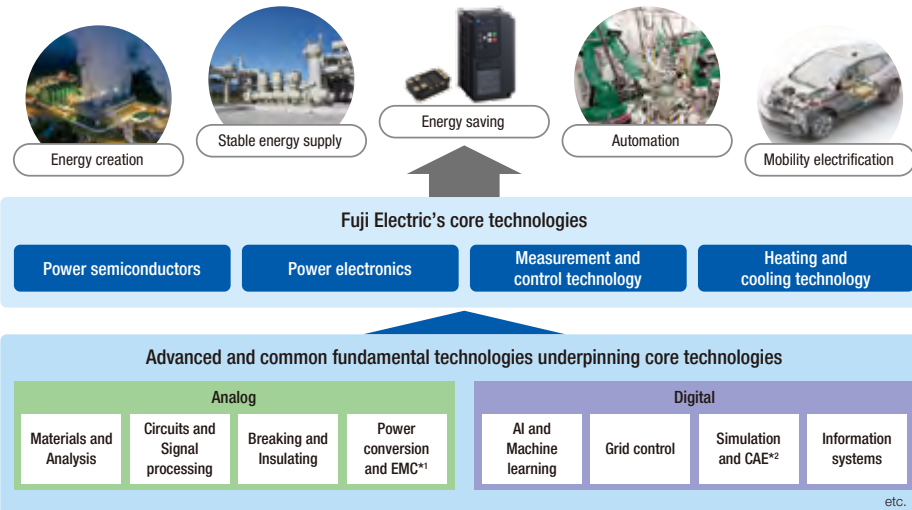 Energy creation
Stable energy supply
Energy saving
Automation
Mobility electrification
Fuji Electric's core technologies
Power semiconductors
Power electronics
Measurement and
control technology
Heating and
cooling technology
Advanced and common fundamental technologies underpinning core technologies
Analog
Materials and
Analysis
Circuits and
Signal
processing
Breaking and
Insulating
Power
conversion
and EMC*1
Digital
AI and
Machine
learning
Grid control
Simulation
and CAE*2
Information
systems
etc.